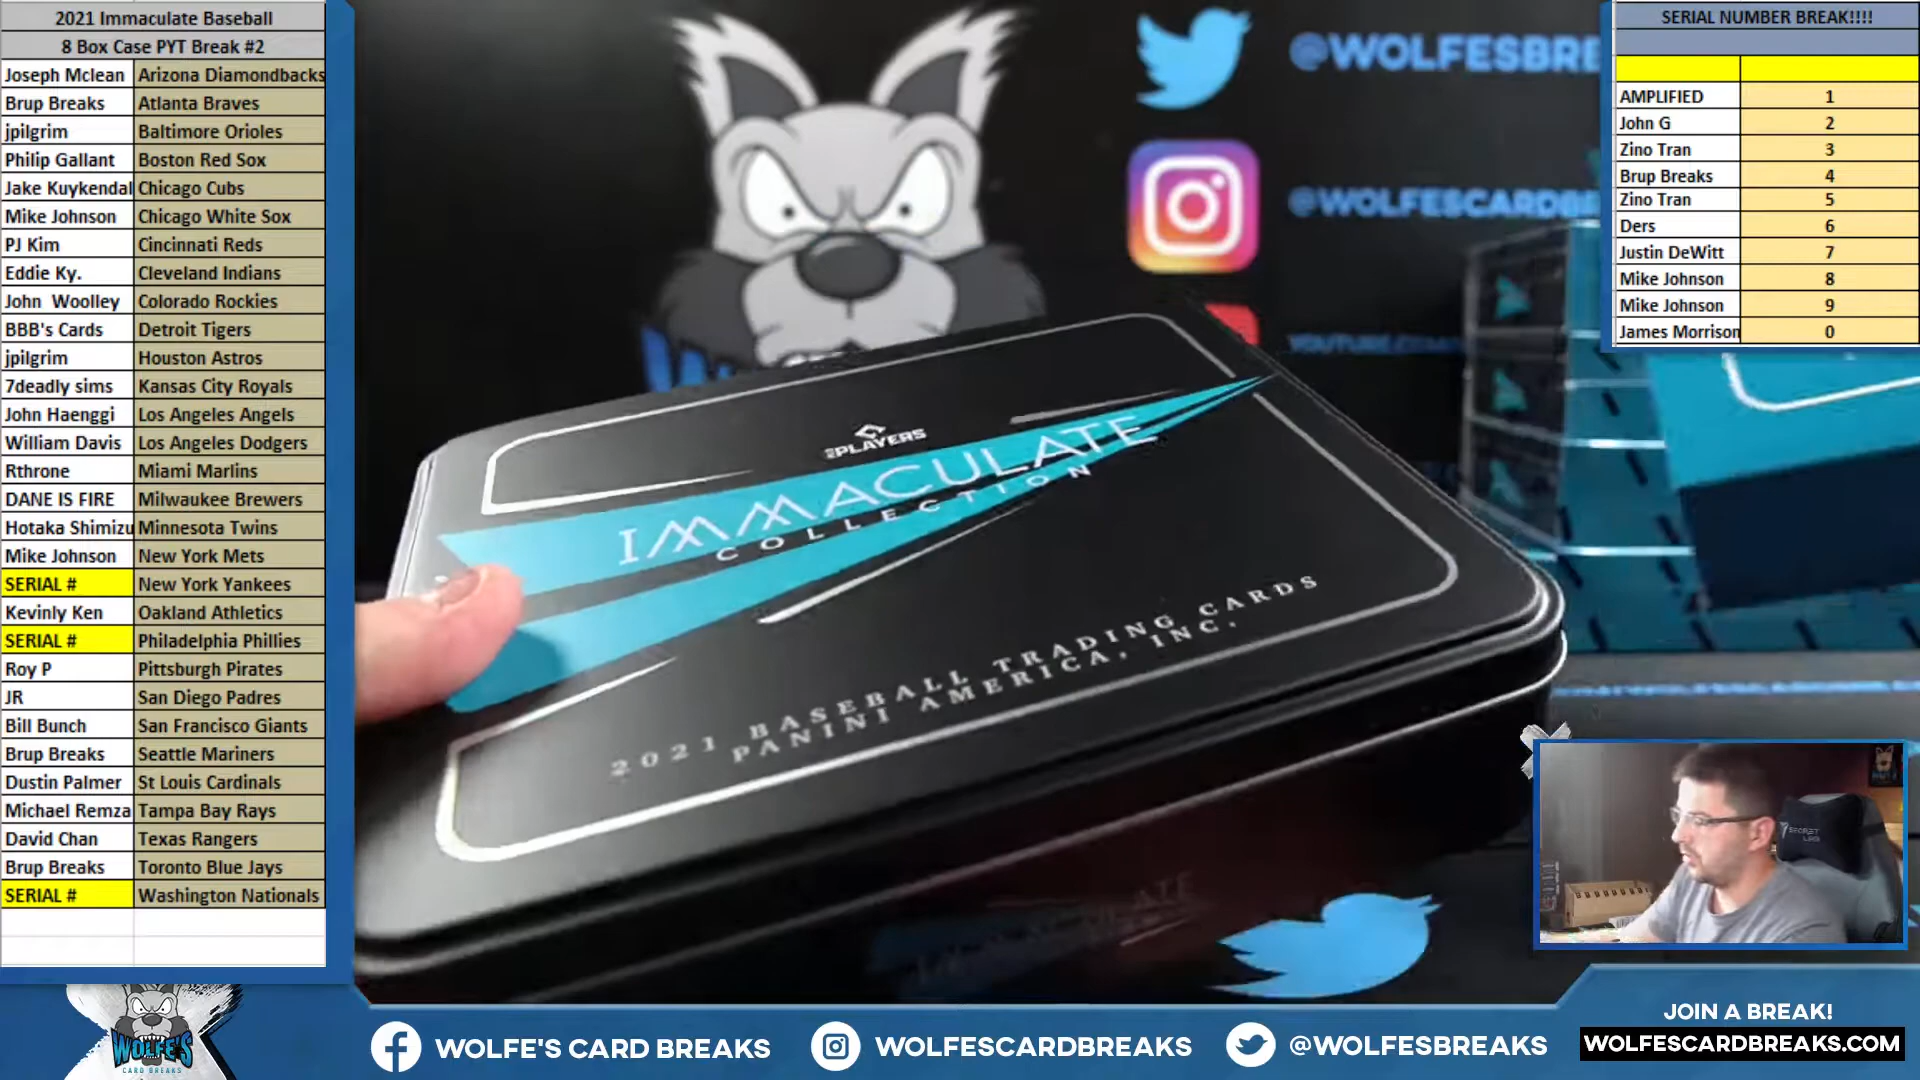 2021 Immaculate Baseball
8 Box Case PYT Break #2
Joseph Mclean Arizona Diamondbacks
Brup Breaks Atlanta Braves
jpilgrim Baltimore Orioles
Philip Gallant Boston Red Sox
Jake Kuykendal Chicago Cubs
Mike Johnson Chicago White Sox
PJ Kim Cincinnati Reds
Eddie Ky. Cleveland Indians
John Woolley Colorado Rockies
BBB's Cards Detroit Tigers
jpilgrim Houston Astros
7deadly sims Kansas City Royals
John Haenggi Los Angeles Angels
William Davis Los Angeles Dodgers
Rthrone Miami Marlins
DANE IS FIRE Milwaukee Brewers
Hotaka Shimizu Minnesota Twins
Mike Johnson New York Mets
SERIAL # New York Yankees
Kevinly Ken Oakland Athletics
SERIAL # Philadelphia Phillies
Roy P Pittsburgh Pirates
JR San Diego Padres
Bill Bunch San Francisco Giants
Brup Breaks Seattle Mariners
Dustin Palmer St Louis Cardinals
Michael Remza Tampa Bay Rays
David Chan Texas Rangers
Brup Breaks Toronto Blue Jays
SERIAL # Washington Nationals
@WOLFESBRE
@WOLFESCARDBR
YOUTUBE.COM
PLAYERS
IMMACULATE
COLLECTION
2021 BASEBALL TRADING CARDS
PANINI AMERICA, INC.
SERIAL NUMBER BREAK!!!!
AMPLIFIED 1
John G 2
Zino Tran 3
Brup Breaks 4
Zino Tran 5
Ders 6
Justin DeWitt 7
Mike Johnson 8
Mike Johnson 9
James Morrison 0
SECRET
LAB
WOLFE'S
CARD BREAKS
WOLFE'S CARD BREAKS
WOLFESCARDBREAKS
@WOLFESBREAKS
JOIN A BREAK!
WOLFESCARDBREAKS.COM